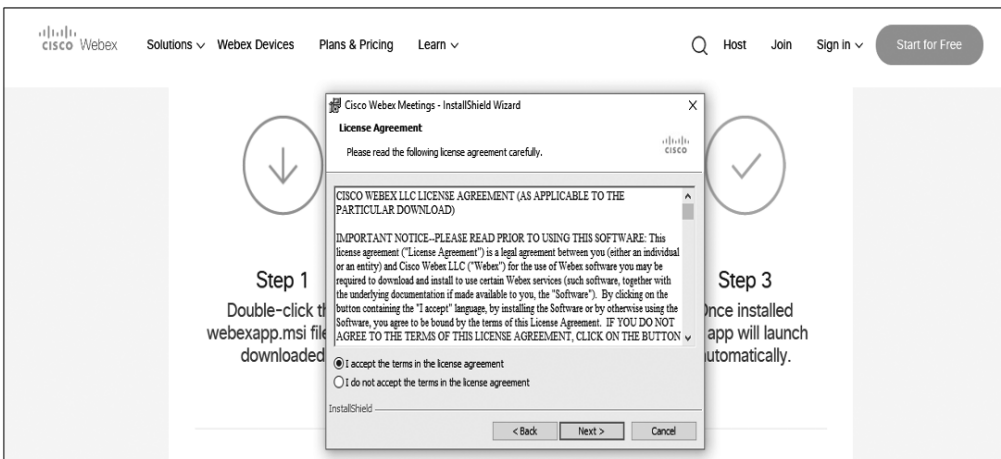 CISCO Webex Solutions Webex Devices Plans & Pricing Learn Host Join Sign in Start for Free
Cisco Webex Meetings - InstallShield Wizard X
License Agreement
Please read the following license agreement carefully.
CISCO
CISCO WEBEX LLC LICENSE AGREEMENT (AS APPLICABLE TO THE
PARTICULAR DOWNLOAD)
IMPORTANT NOTICE--PLEASE READ PRIOR TO USING THIS SOFTWARE: This
license agreement ("License Agreement") is a legal agreement between you (either an individual
or an entity) and Cisco Webex LLC ("Webex") for the use of Webex software you may be
required to download and install to use certain Webex services (such software, together with
the underlying documentation if made available to you, the "Software"). By clicking on the
button containing the "I accept" language, by installing the Software or by otherwise using the
Software, you agree to be bound by the terms of this License Agreement. IF YOU DO NOT
AGREE TO THE TERMS OF THIS LICENSE AGREEMENT, CLICK ON THE BUTTON
I accept the terms in the license agreement
I do not accept the terms in the license agreement
InstallShield
< Back Next > Cancel
Step 1
Double-click
webexapp.msi
downloaded
Step 3
installed
app will launch